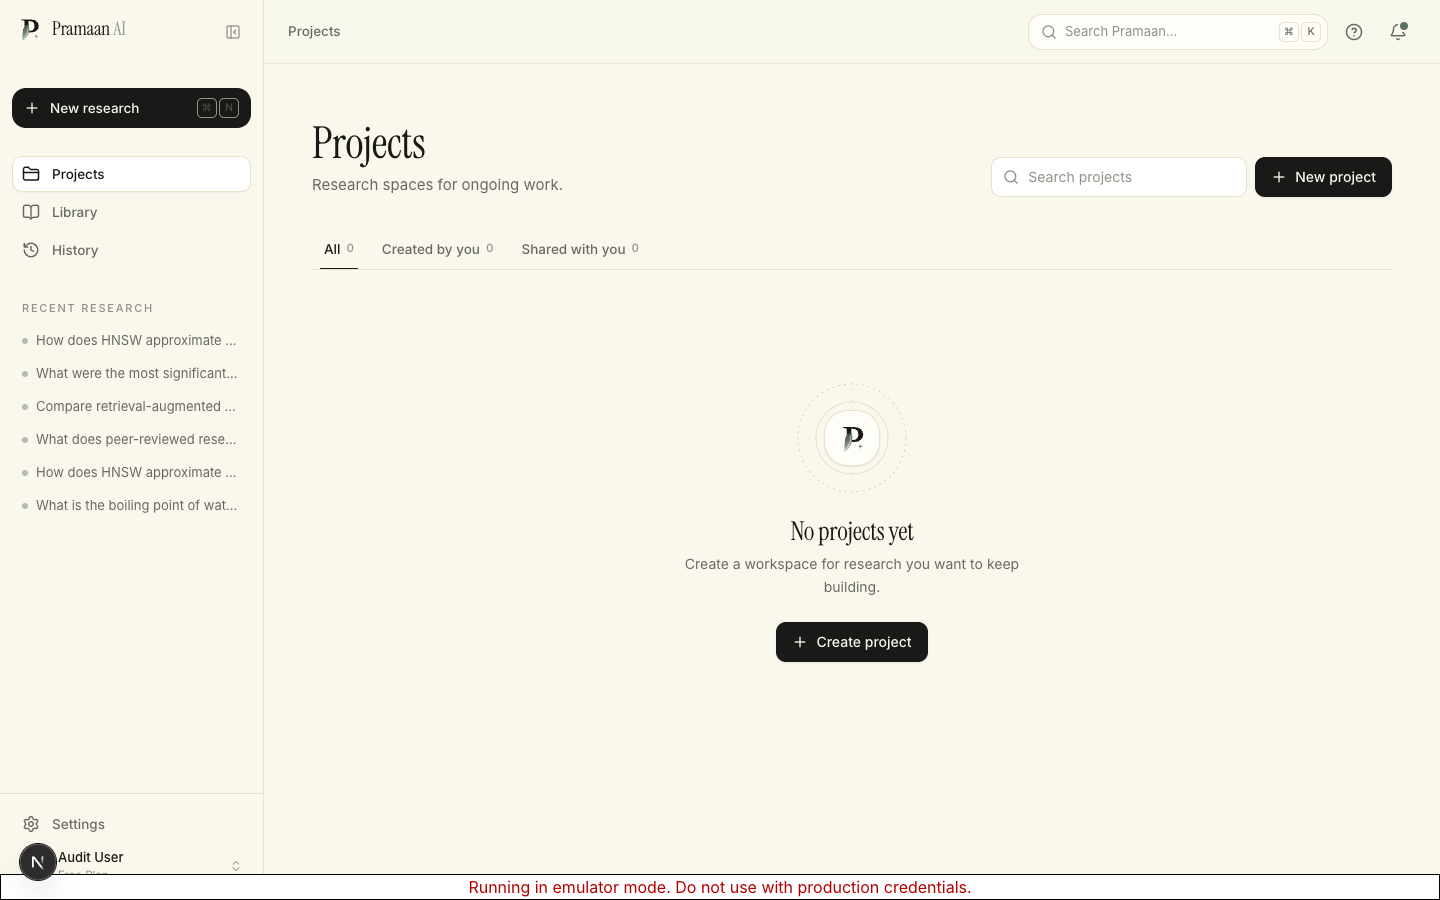 Pramaan AI
Projects
Search Pramaan...
⌘ K
New research
⌘ N
Projects
Library
History
RECENT RESEARCH
How does HNSW approximate ...
What were the most significant...
Compare retrieval-augmented ...
What does peer-reviewed rese...
How does HNSW approximate ...
What is the boiling point of wat...
Settings
N
Audit User
Free Plan
Projects
Research spaces for ongoing work.
Search projects
New project
All 0
Created by you 0
Shared with you 0
P
No projects yet
Create a workspace for research you want to keep
building.
Create project
Running in emulator mode. Do not use with production credentials.